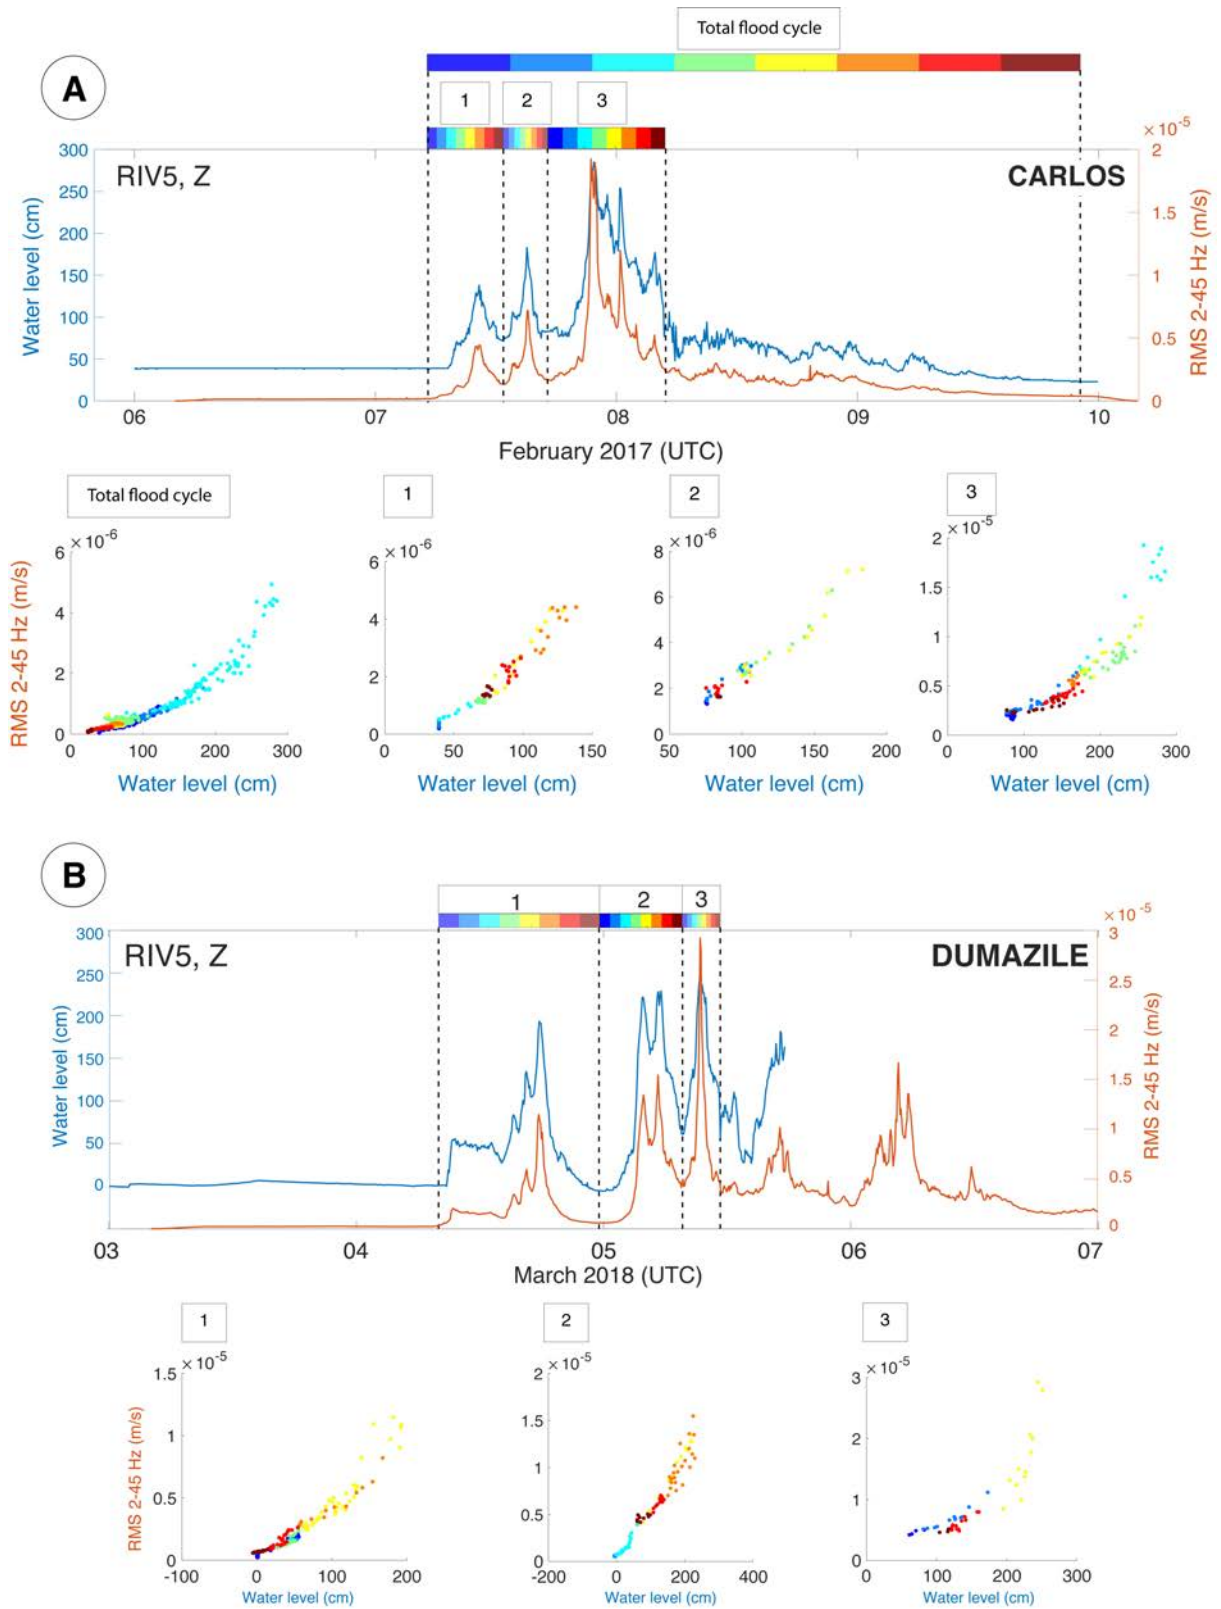 Total flood cycle
A
1 2 3
× 10⁻⁵
RIV5, Z
CARLOS
Water level (cm)
300
250
200
150
100
50
0
2
1.5
1
0.5
0
RMS 2-45 Hz (m/s)
06 07 08 09 10
February 2017 (UTC)
Total flood cycle
1
2
3
RMS 2-45 Hz (m/s)
× 10⁻⁶
6
4
2
0
0 100 200 300
Water level (cm)
× 10⁻⁶
6
4
2
0
0 50 100 150
Water level (cm)
× 10⁻⁶
8
6
4
2
0
50 100 150 200
Water level (cm)
× 10⁻⁵
2
1.5
1
0.5
0
0 100 200 300
Water level (cm)
B
1 2 3
× 10⁻⁵
RIV5, Z
DUMAZILE
Water level (cm)
300
250
200
150
100
50
0
3
2.5
2
1.5
1
0.5
0
RMS 2-45 Hz (m/s)
03 04 05 06 07
March 2018 (UTC)
1
2
3
RMS 2-45 Hz (m/s)
× 10⁻⁵
1.5
1
0.5
0
-100 0 100 200
Water level (cm)
× 10⁻⁵
2
1.5
1
0.5
0
-200 0 200 400
Water level (cm)
× 10⁻⁵
3
2
1
0
0 100 200 300
Water level (cm)